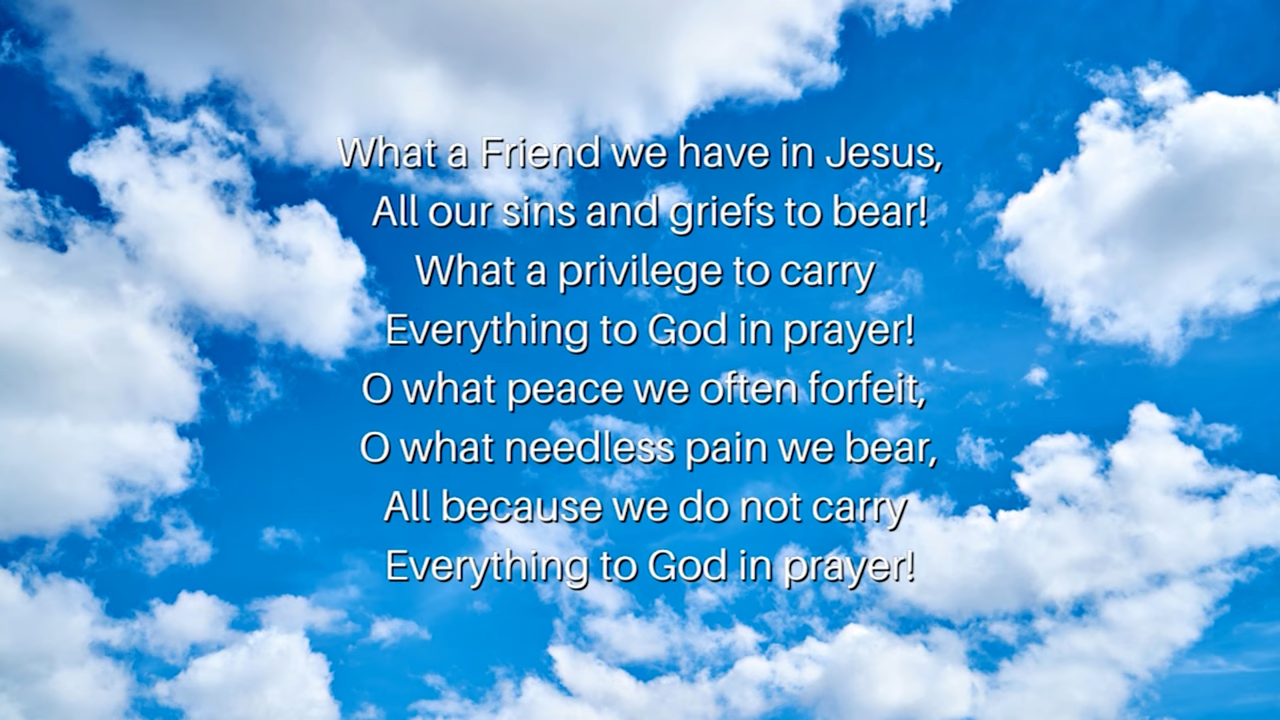 What a Friend we have in Jesus,
All our sins and griefs to bear!
What a privilege to carry
Everything to God in prayer!
O what peace we often forfeit,
O what needless pain we bear,
All because we do not carry
Everything to God in prayer!